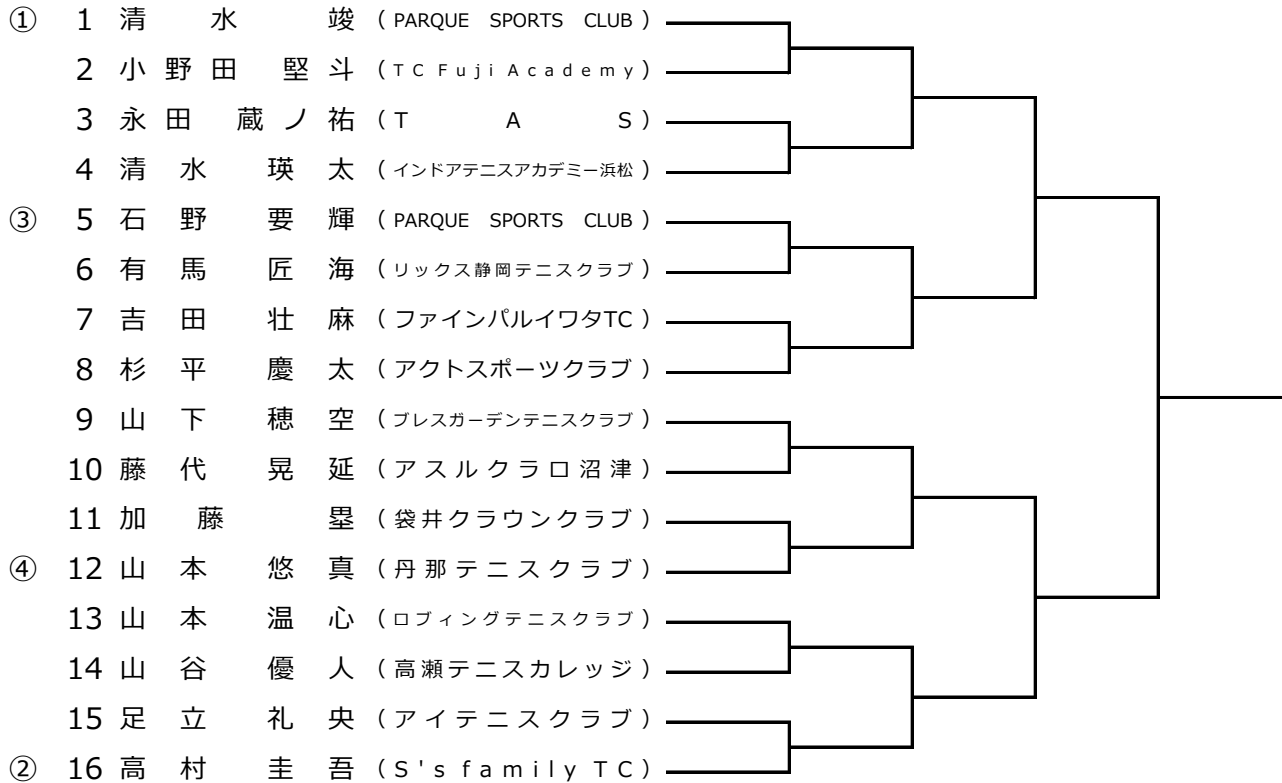 ① 1 清水 竣 (PARQUE SPORTS CLUB)
2 小野田 堅斗 (TC Fuji Academy)
3 永田 蔵ノ祐 (TAS)
4 清水 瑛太 (インドアテニスアカデミー浜松)
③ 5 石野 要輝 (PARQUE SPORTS CLUB)
6 有馬 匠海 (リックス静岡テニスクラブ)
7 吉田 壮麻 (ファインパルイワタTC)
8 杉平 慶太 (アクトスポーツクラブ)
9 山下 穂空 (ブレスガーデンテニスクラブ)
10 藤代 晃延 (アスルクラロ沼津)
11 加藤 塁 (袋井クラウンクラブ)
④ 12 山本 悠真 (丹那テニスクラブ)
13 山本 温心 (ロブィングテニスクラブ)
14 山谷 優人 (高瀬テニスカレッジ)
15 足立 礼央 (アイテニスクラブ)
② 16 高村 圭吾 (S's family TC)